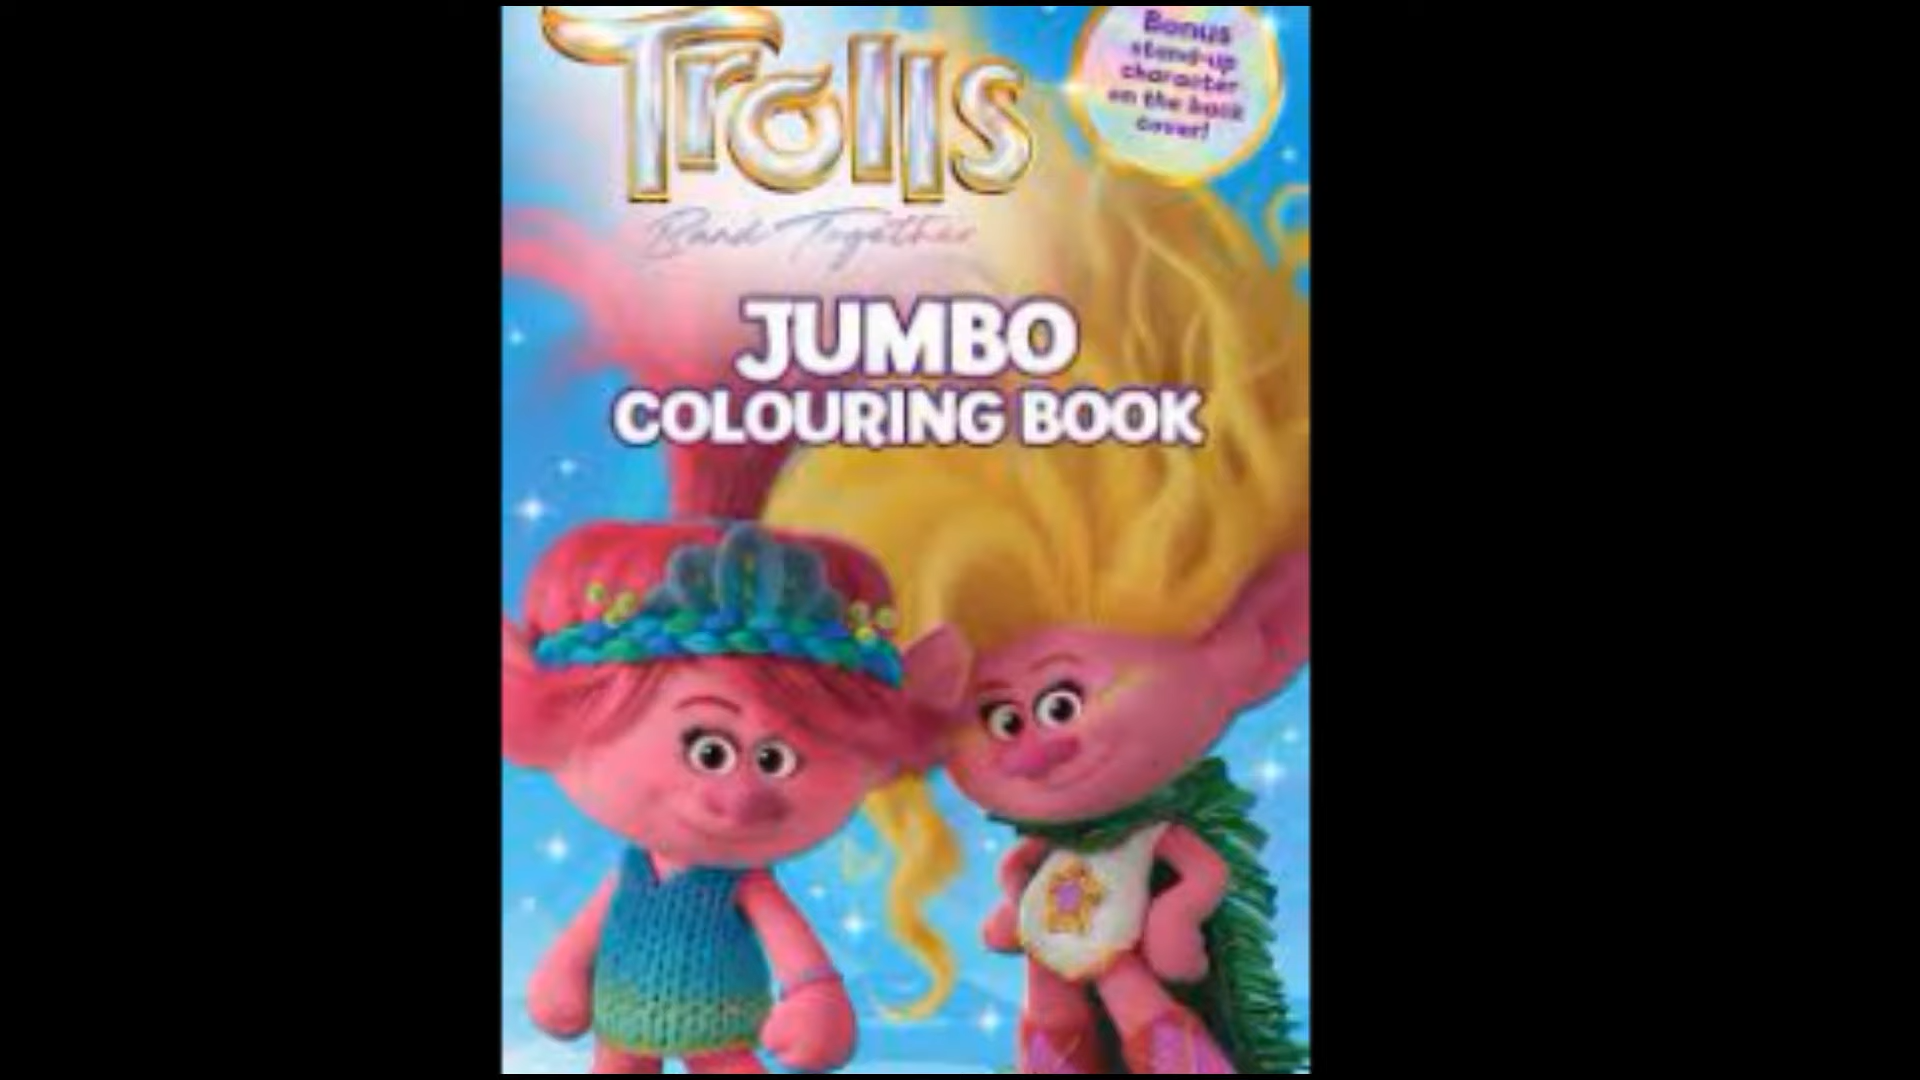 Trolls
Band Together
Bonus
stand-up
character
on the back
cover!
JUMBO
COLOURING BOOK